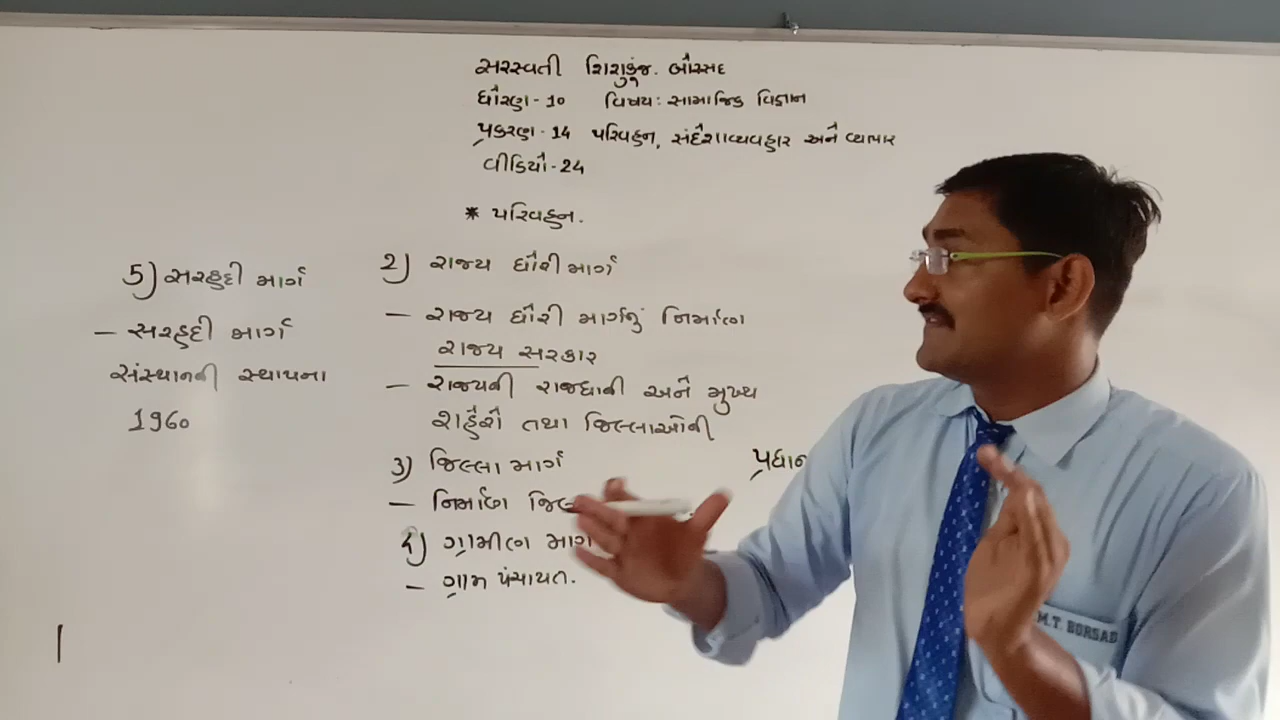 સરસ્વતી શિશુકુંજ. બોરસદ
ધોરણ - 10 વિષય: સામાજિક વિજ્ઞાન
પ્રકરણ - 14 પરિવહન, સંદેશાવ્યવહાર અને વ્યાપાર
વીડિયો - 24
* પરિવહન.
2) રાજ્ય ધોરી માર્ગ
– રાજ્ય ધોરી માર્ગનું નિર્માણ
રાજ્ય સરકાર
– રાજ્યની રાજધાની અને મુખ્ય
શહેરો તથા જિલ્લાઓની
3) જિલ્લા માર્ગ
– નિર્માણ
4) ગ્રામીણ માર્ગ
– ગ્રામ પંચાયત.
5) સરહદી માર્ગ
– સરહદી માર્ગ
સંસ્થાનની સ્થાપના
1960
પ્રધાન
M.T. BORSAD